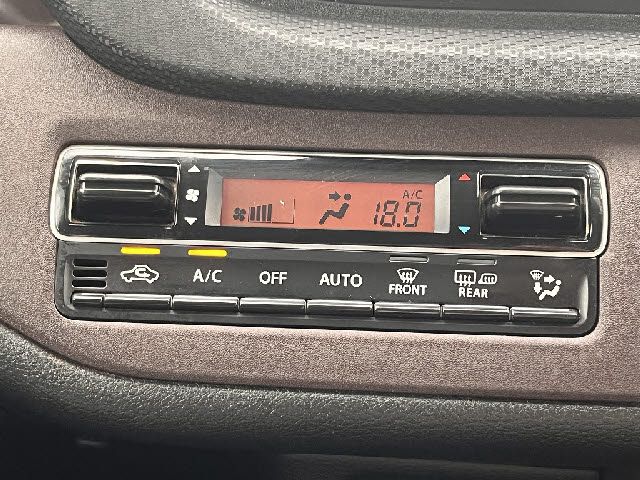 A/C
18.0
A/C
OFF
AUTO
FRONT
REAR